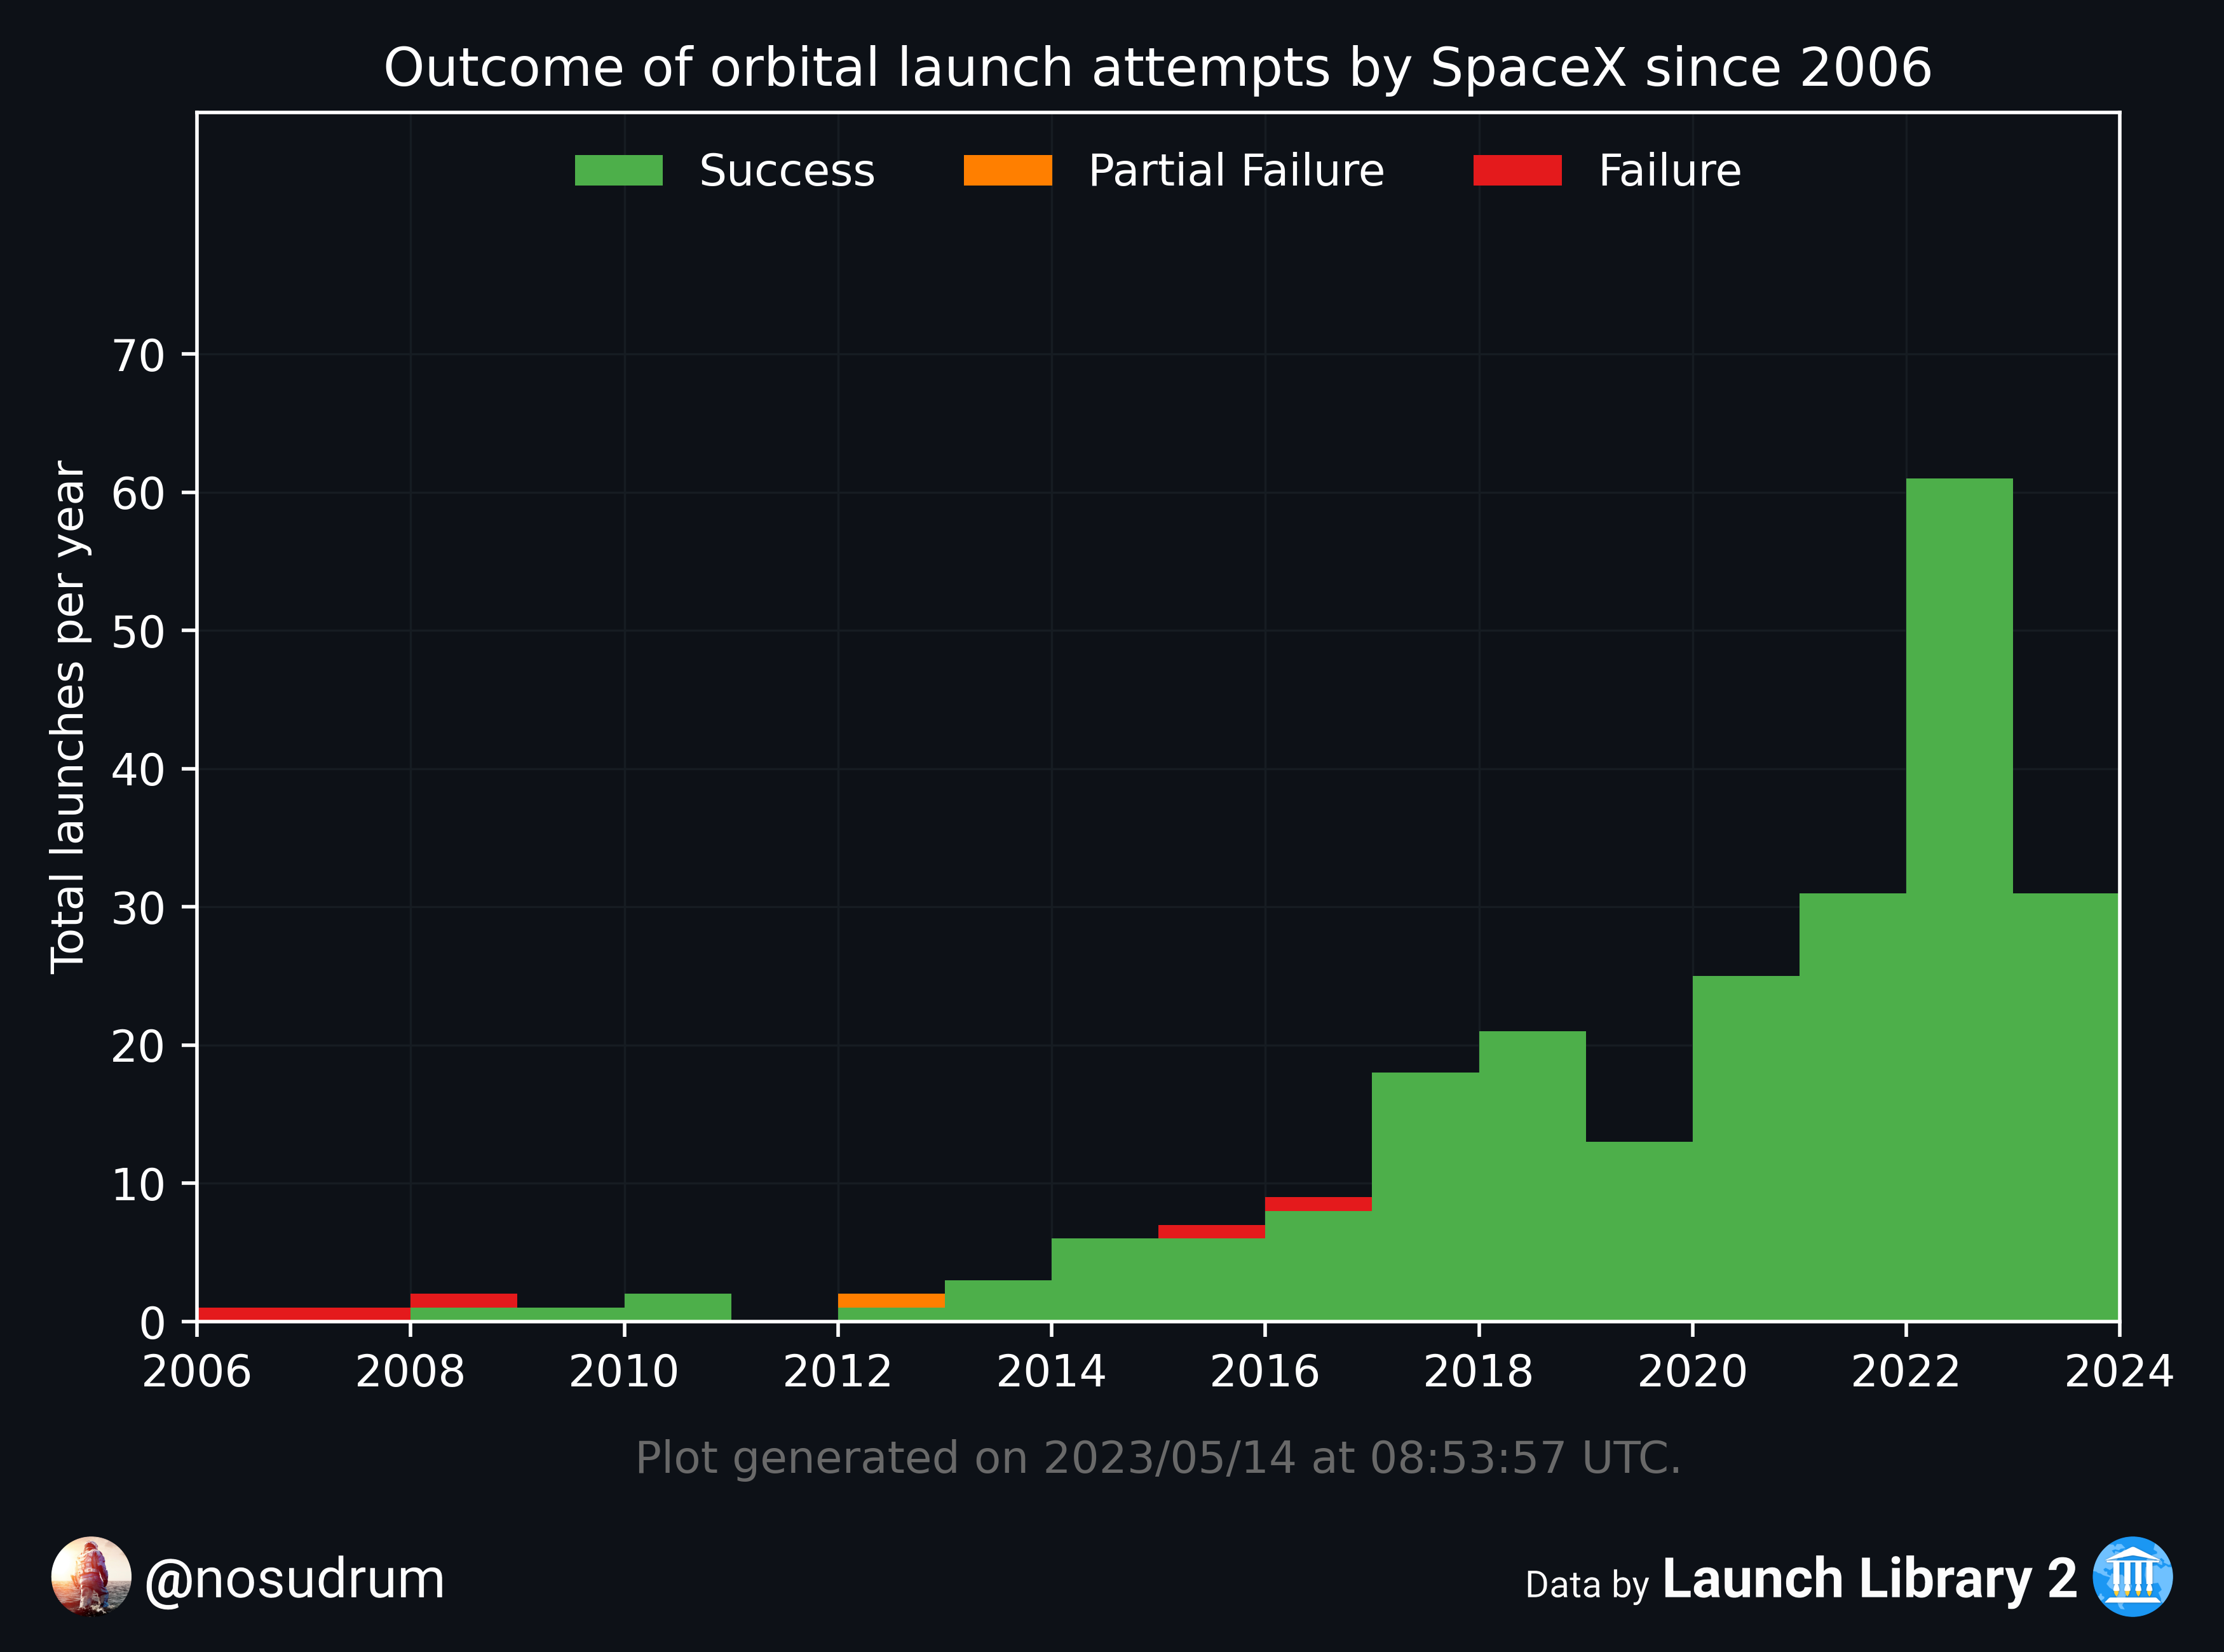 Outcome of orbital launch attempts by SpaceX since 2006
Success Partial Failure Failure
Total launches per year
70
60
50
40
30
20
10
0
2006 2008 2010 2012 2014 2016 2018 2020 2022 2024
Plot generated on 2023/05/14 at 08:53:57 UTC.
@nosudrum
Data by Launch Library 2